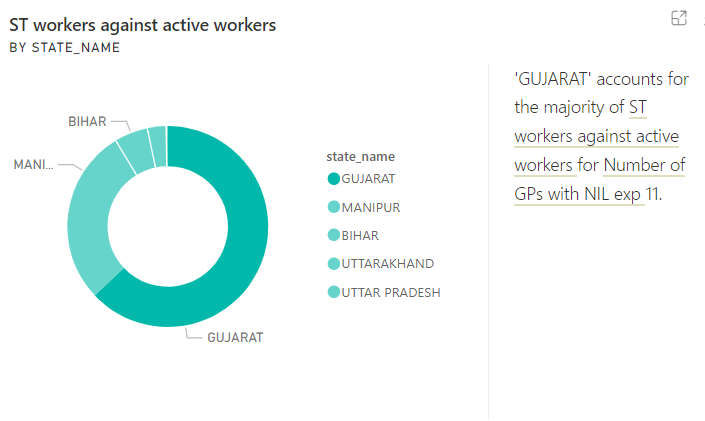 ST workers against active workers
BY STATE_NAME
BIHAR
MANI...
GUJARAT
state_name
GUJARAT
MANIPUR
BIHAR
UTTARAKHAND
UTTAR PRADESH
'GUJARAT' accounts for
the majority of ST
workers against active
workers for Number of
GPs with NIL exp 11.